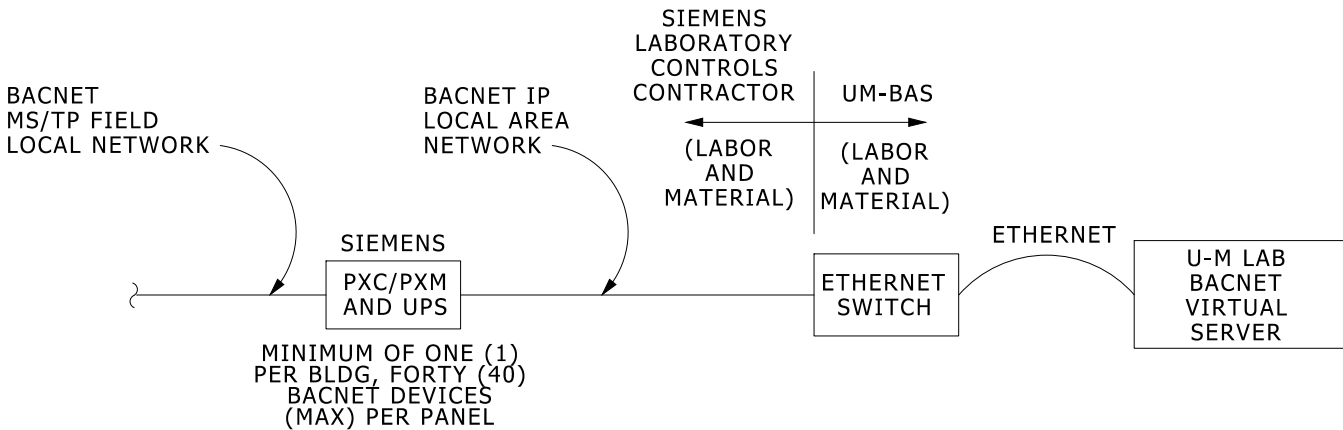 BACNET
MS/TP FIELD
LOCAL NETWORK
BACNET IP
LOCAL AREA
NETWORK
SIEMENS
LABORATORY
CONTROLS
CONTRACTOR
(LABOR
AND
MATERIAL)
UM-BAS
(LABOR
AND
MATERIAL)
SIEMENS
PXC/PXM
AND UPS
MINIMUM OF ONE (1)
PER BLDG, FORTY (40)
BACNET DEVICES
(MAX) PER PANEL
ETHERNET
SWITCH
ETHERNET
U-M LAB
BACNET
VIRTUAL
SERVER